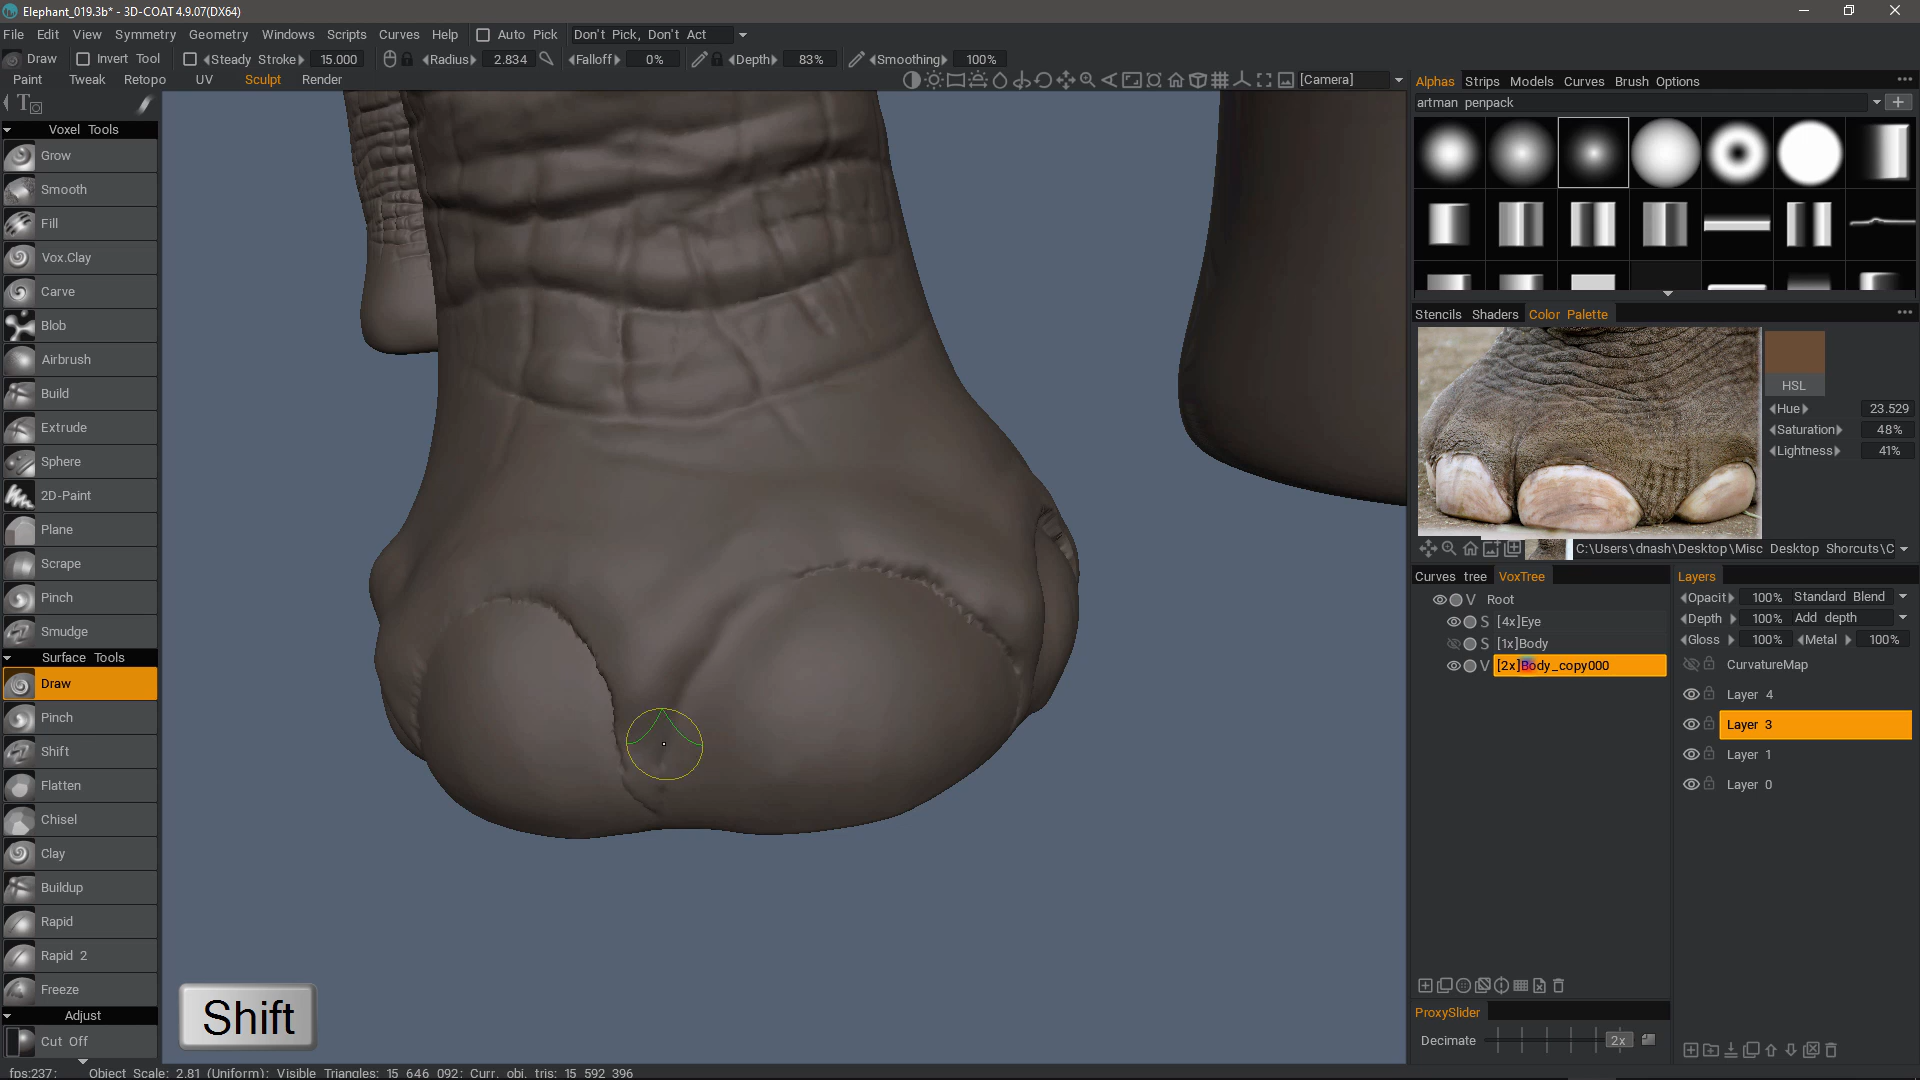 Elephant_019.3b* - 3D-COAT 4.9.07(DX64)
File Edit View Symmetry Geometry Windows Scripts Curves Help Auto Pick Don't Pick, Don't Act
Draw Invert Tool Steady Stroke 15.000 Radius 2.834 Falloff 0% Depth 83% Smoothing 100%
Paint Tweak Retopo UV Sculpt Render [Camera]
Voxel Tools
Grow
Smooth
Fill
Vox.Clay
Carve
Blob
Airbrush
Build
Extrude
Sphere
2D-Paint
Plane
Scrape
Pinch
Smudge
Surface Tools
Draw
Pinch
Shift
Flatten
Chisel
Clay
Buildup
Rapid
Rapid 2
Freeze
Adjust
Cut Off
Shift
Alphas Strips Models Curves Brush Options
artman penpack
Stencils Shaders Color Palette
HSL
Hue 23.529
Saturation 48%
Lightness 41%
C:\Users\dnash\Desktop\Misc Desktop Shorcuts\C
Curves tree VoxTree
V Root
S [4x]Eye
S [1x]Body
V [2x]Body_copy000
ProxySlider
Decimate 2x
Layers
Opacit 100% Standard Blend
Depth 100% Add depth
Gloss 100% Metal 100%
CurvatureMap
Layer 4
Layer 3
Layer 1
Layer 0
fps:237; Object Scale: 2.81 (Uniform); Visible Triangles: 15 646 092; Curr. obj. tris: 15 592 396